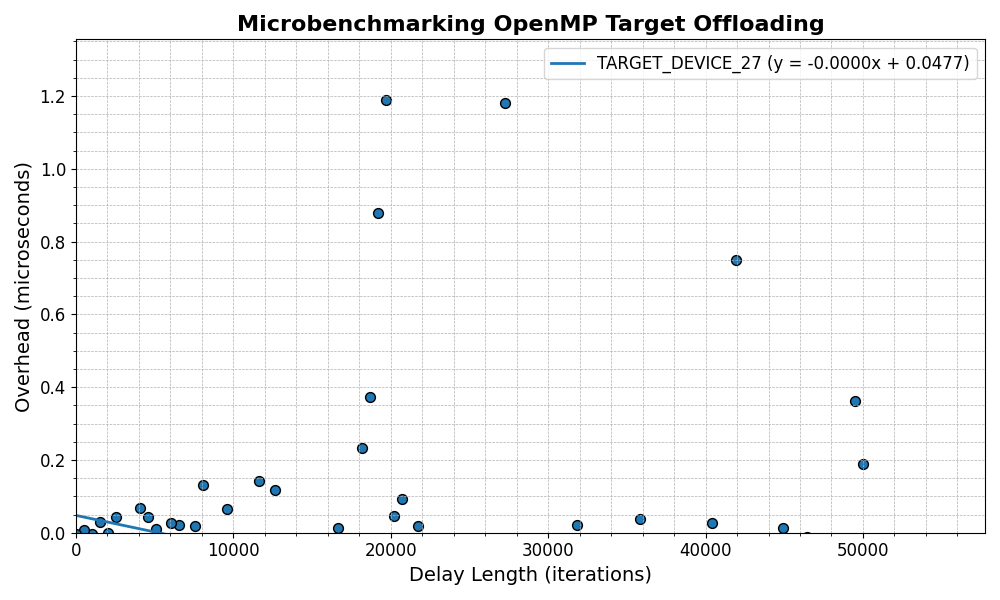 Microbenchmarking OpenMP Target Offloading
TARGET_DEVICE_27 (y = -0.0000x + 0.0477)
Overhead (microseconds)
1.2
1.0
0.8
0.6
0.4
0.2
0.0
0 10000 20000 30000 40000 50000
Delay Length (iterations)